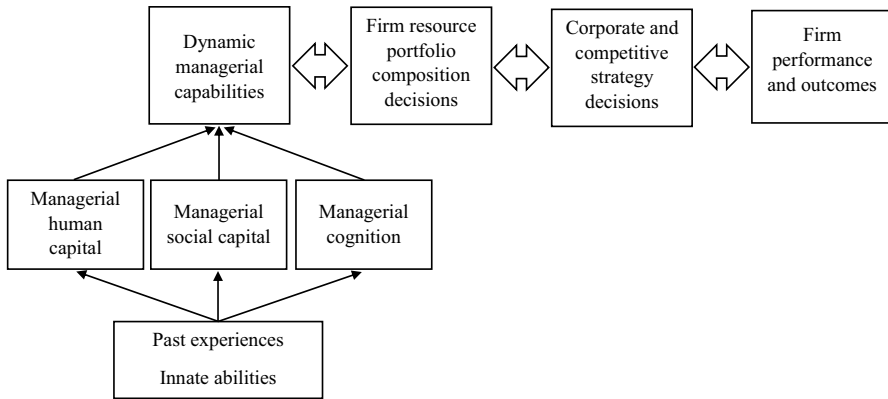 Dynamic
managerial
capabilities
Firm resource
portfolio
composition
decisions
Corporate and
competitive
strategy
decisions
Firm
performance
and outcomes
Managerial
human
capital
Managerial
social capital
Managerial
cognition
Past experiences
Innate abilities